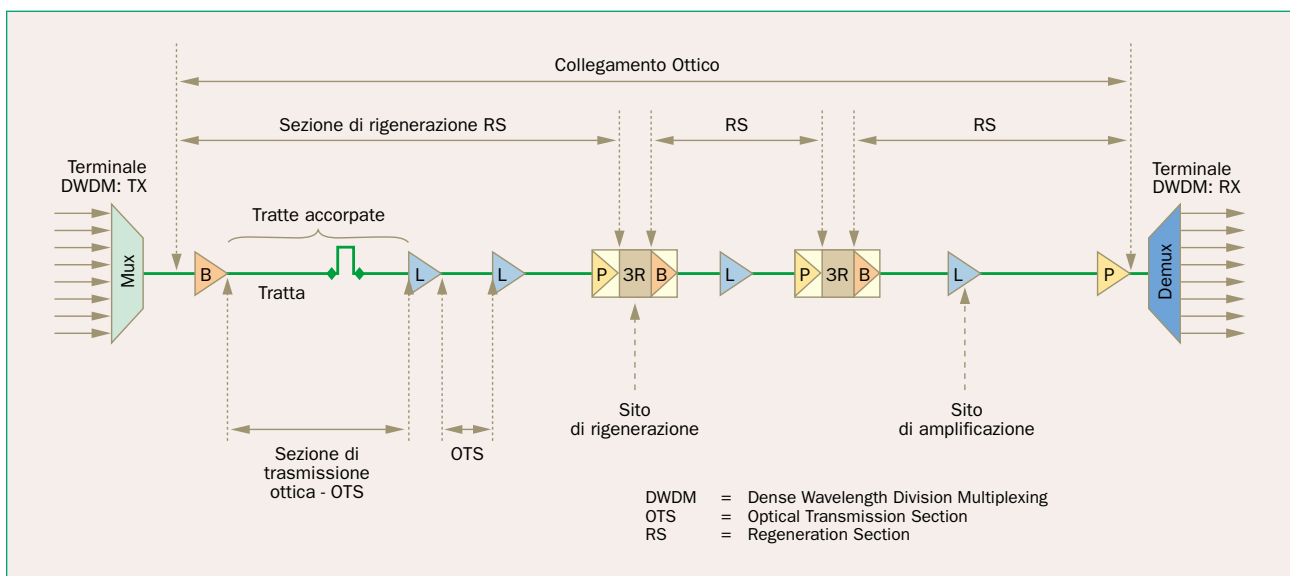 Collegamento Ottico
Sezione di rigenerazione RS
RS
RS
Terminale
DWDM: TX
Terminale
DWDM: RX
Tratte accorpate
Mux
B
Tratta
L
L
P
3R
B
L
P
3R
B
L
P
Demux
Sezione di
trasmissione
ottica - OTS
OTS
Sito
di rigenerazione
Sito
di amplificazione
DWDM = Dense Wavelength Division Multiplexing
OTS = Optical Transmission Section
RS = Regeneration Section